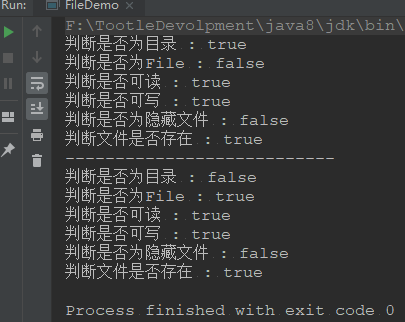 Run: FileDemo ×
F:\TootleDevolpment\java8\jdk\bin\
判断是否为目录 : true
判断是否为File : false
判断是否可读 : true
判断是否可写 : true
判断是否为隐藏文件 : false
判断文件是否存在 : true
---------------------------
判断是否为目录 : false
判断是否为File : true
判断是否可读 : true
判断是否可写 : true
判断是否为隐藏文件 : false
判断文件是否存在 : true
Process finished with exit code 0